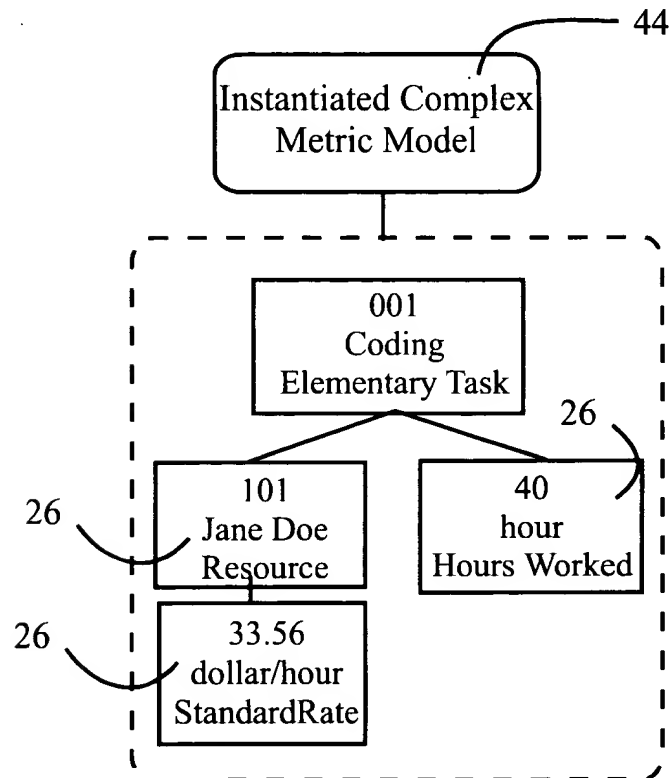 44
Instantiated Complex
Metric Model
001
Coding
Elementary Task
26
101
Jane Doe
Resource
26
40
hour
Hours Worked
26
33.56
dollar/hour
StandardRate